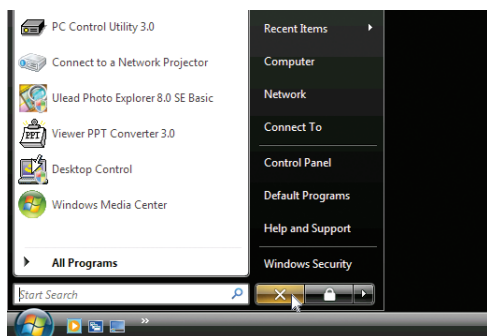 PC Control Utility 3.0
Connect to a Network Projector
Ulead Photo Explorer 8.0 SE Basic
PPT
Viewer PPT Converter 3.0
Desktop Control
Windows Media Center
All Programs
Start Search
Recent Items
Computer
Network
Connect To
Control Panel
Default Programs
Help and Support
Windows Security